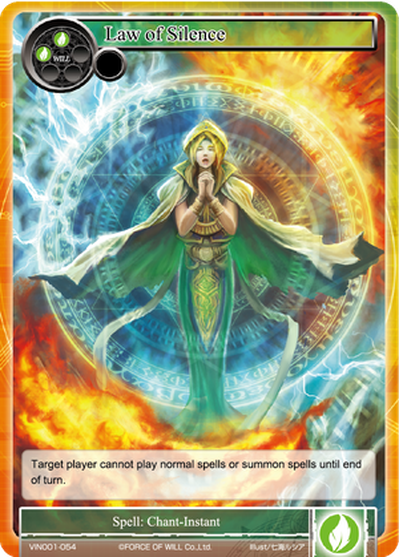 Law of Silence
WILL
Target player cannot play normal spells or summon spells until end
of turn.
Spell: Chant-Instant
VIN001-054
©FORCE OF WILL Co.,Ltd.
illust/七海ルシア